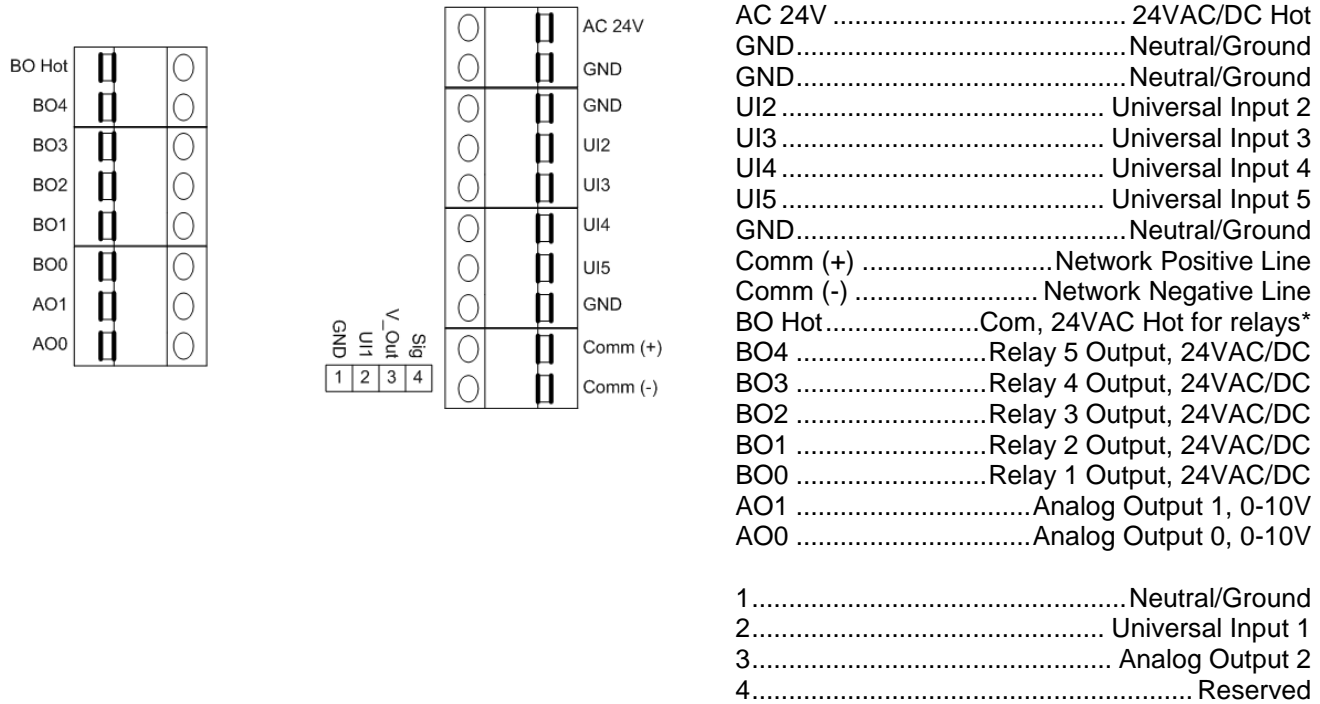 BO Hot
BO4
BO3
BO2
BO1
BO0
AO1
AO0
GND
UI1
V_Out
Sig
1 2 3 4
AC 24V
GND
GND
UI2
UI3
UI4
UI5
GND
Comm (+)
Comm (-)
AC 24V ........................................ 24VAC/DC Hot
GND............................................. Neutral/Ground
GND............................................. Neutral/Ground
UI2 ............................................ Universal Input 2
UI3 ............................................ Universal Input 3
UI4 ............................................ Universal Input 4
UI5 ............................................ Universal Input 5
GND............................................. Neutral/Ground
Comm (+) .......................... Network Positive Line
Comm (-) ......................... Network Negative Line
BO Hot.....................Com, 24VAC Hot for relays*
BO4 ..........................Relay 5 Output, 24VAC/DC
BO3 ..........................Relay 4 Output, 24VAC/DC
BO2 ..........................Relay 3 Output, 24VAC/DC
BO1 ..........................Relay 2 Output, 24VAC/DC
BO0 ..........................Relay 1 Output, 24VAC/DC
AO1 ................................Analog Output 1, 0-10V
AO0 ................................Analog Output 0, 0-10V
1...................................................Neutral/Ground
2................................................ Universal Input 1
3................................................. Analog Output 2
4............................................................ Reserved